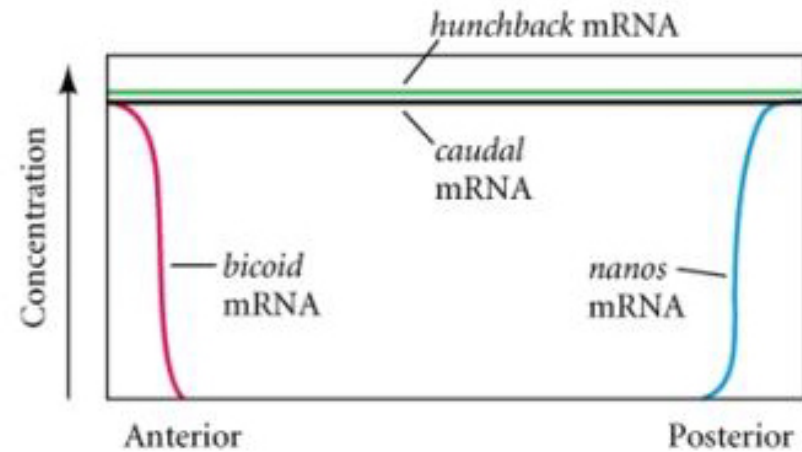 hunchback mRNA
Concentration
caudal
mRNA
bicoid
mRNA
nanos
mRNA
Anterior
Posterior